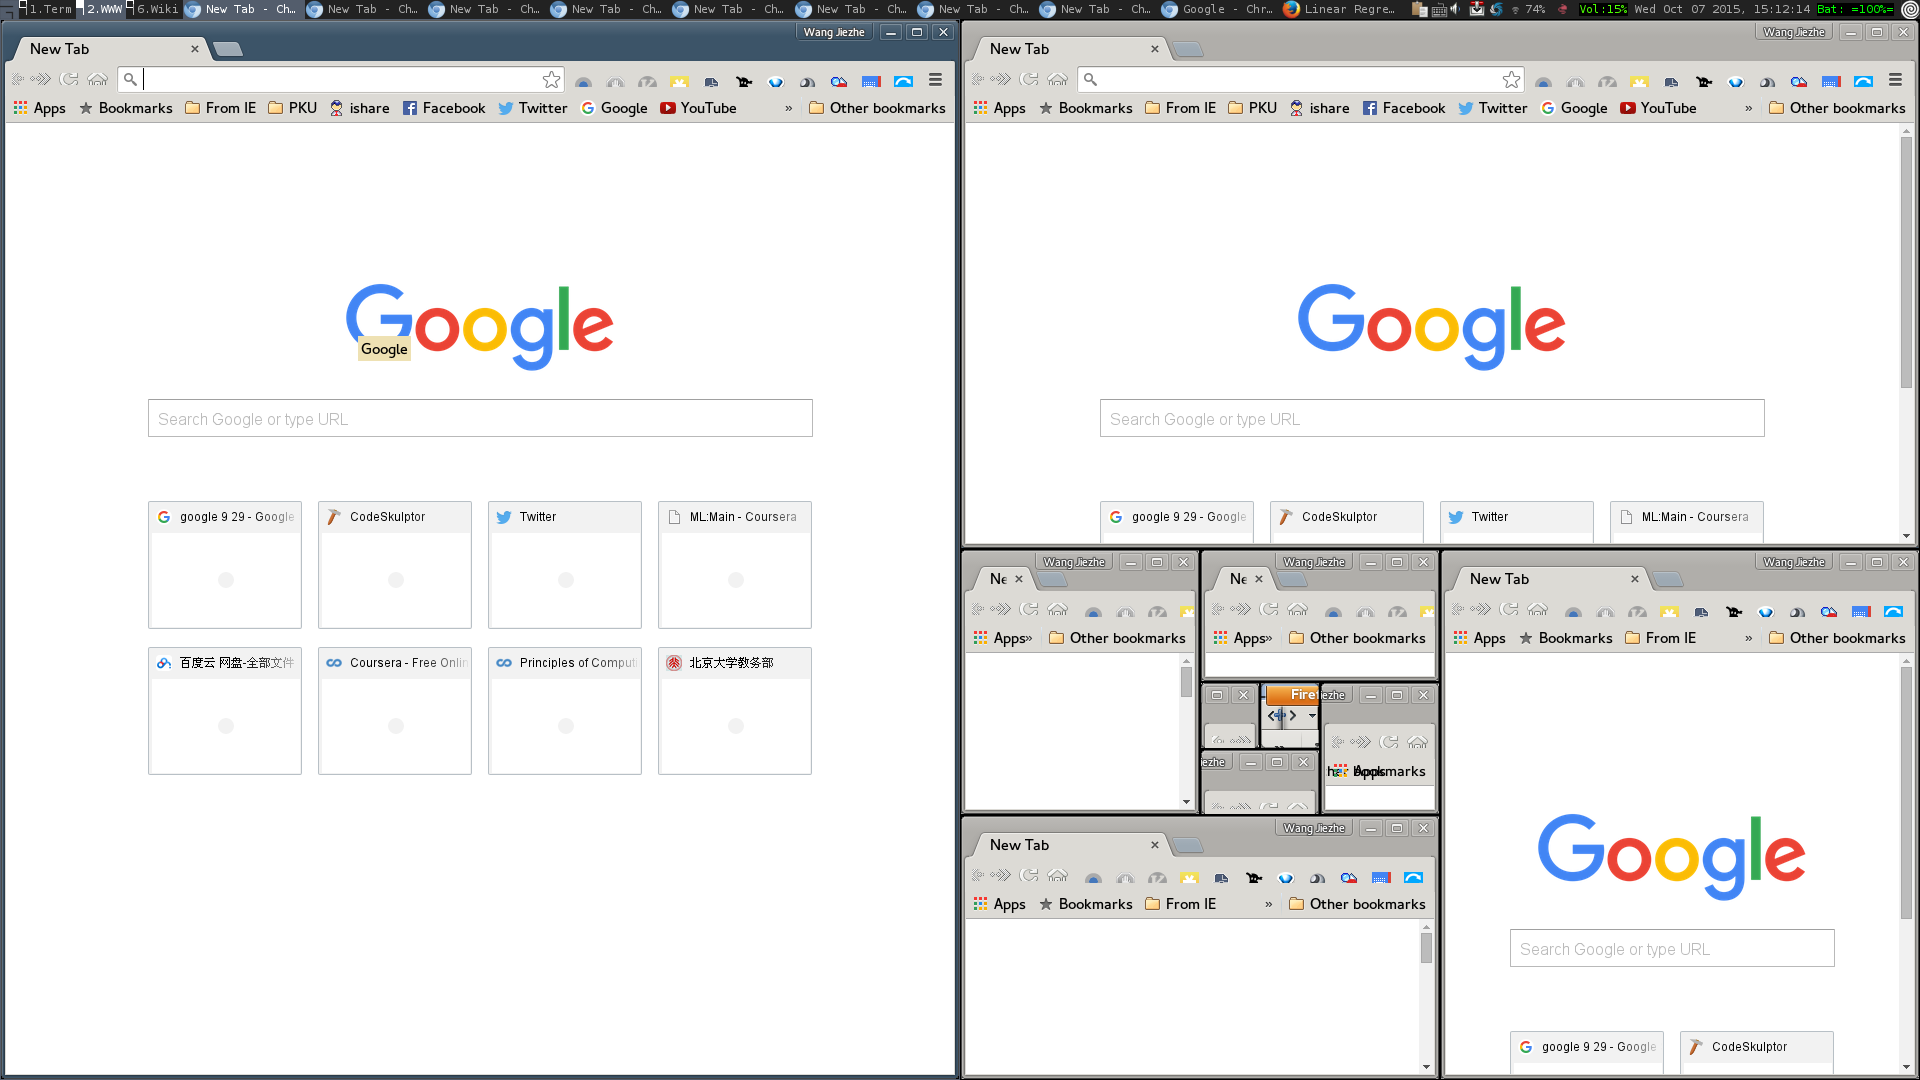 1.Term 2.WWW 6.Wiki New Tab - Ch… New Tab - Ch… New Tab - Ch… New Tab - Ch… New Tab - Ch… New Tab - Ch… New Tab - Ch… New Tab - Ch… Google - Chr… Linear Regre… 74% Vol:15% Wed Oct 07 2015, 15:12:14 Bat: =100%=
New Tab Wang Jiezhe
Apps Bookmarks From IE PKU ishare Facebook Twitter Google YouTube » Other bookmarks
Google
Google
Search Google or type URL
google 9 29 - Google CodeSkulptor Twitter ML:Main - Coursera
百度云 网盘-全部文件 Coursera - Free Onlin Principles of Comput 北京大学教务部
New Tab Wang Jiezhe
Apps Bookmarks From IE PKU ishare Facebook Twitter Google YouTube » Other bookmarks
Google
Search Google or type URL
google 9 29 - Google CodeSkulptor Twitter ML:Main - Coursera
Wang Jiezhe
Ne
Apps» Other bookmarks
Wang Jiezhe
Ne
Apps» Other bookmarks
Fire
iezhe
Apps
marks
iezhe
Wang Jiezhe
New Tab
Apps Bookmarks From IE » Other bookmarks
Wang Jiezhe
New Tab
Apps Bookmarks From IE » Other bookmarks
Google
Search Google or type URL
google 9 29 - Google CodeSkulptor